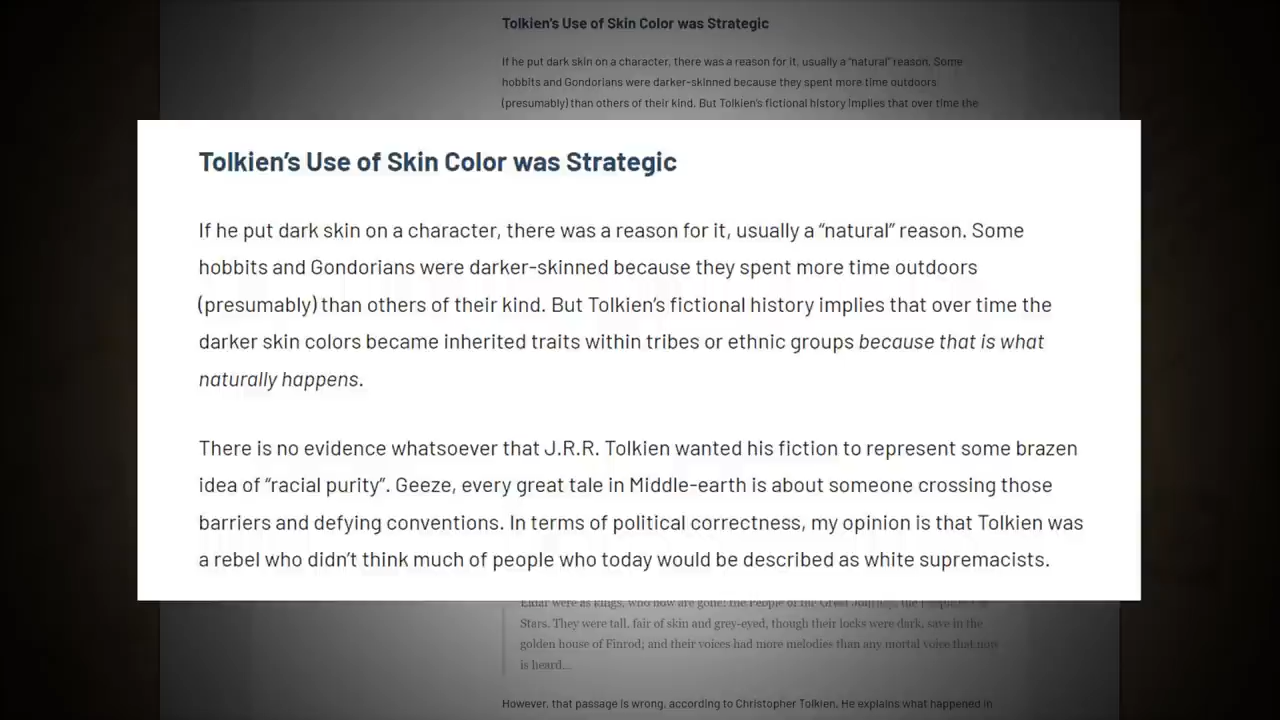 Tolkien's Use of Skin Color was Strategic
If he put dark skin on a character, there was a reason for it, usually a "natural" reason. Some
hobbits and Gondorians were darker-skinned because they spent more time outdoors
(presumably) than others of their kind. But Tolkien's fictional history implies that over time the
Tolkien’s Use of Skin Color was Strategic
If he put dark skin on a character, there was a reason for it, usually a “natural” reason. Some
hobbits and Gondorians were darker-skinned because they spent more time outdoors
(presumably) than others of their kind. But Tolkien’s fictional history implies that over time the
darker skin colors became inherited traits within tribes or ethnic groups because that is what
naturally happens.
There is no evidence whatsoever that J.R.R. Tolkien wanted his fiction to represent some brazen
idea of “racial purity”. Geeze, every great tale in Middle-earth is about someone crossing those
barriers and defying conventions. In terms of political correctness, my opinion is that Tolkien was
a rebel who didn’t think much of people who today would be described as white supremacists.
Eldar were as kings, who now are gone: the People of the Great Journey, the People of the
Stars. They were tall, fair of skin and grey-eyed, though their locks were dark, save in the
golden house of Finrod; and their voices had more melodies than any mortal voice that now
is heard...
However, that passage is wrong, according to Christopher Tolkien. He explains what happened in